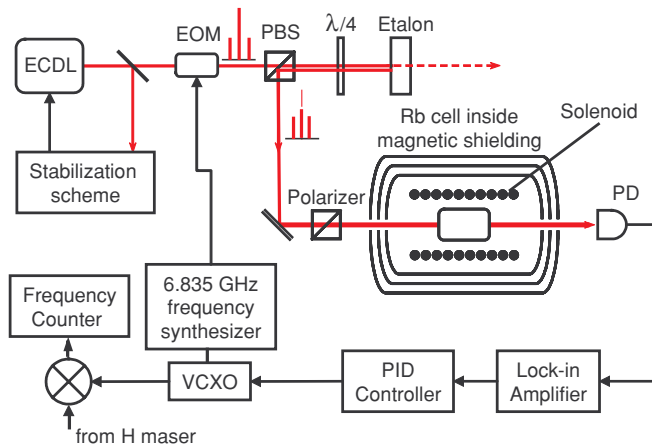 EOM
PBS
λ/4
Etalon
ECDL
Rb cell inside
magnetic shielding
Solenoid
Stabilization
scheme
Polarizer
PD
6.835 GHz
frequency
synthesizer
Frequency
Counter
VCXO
PID
Controller
Lock-in
Amplifier
from H maser